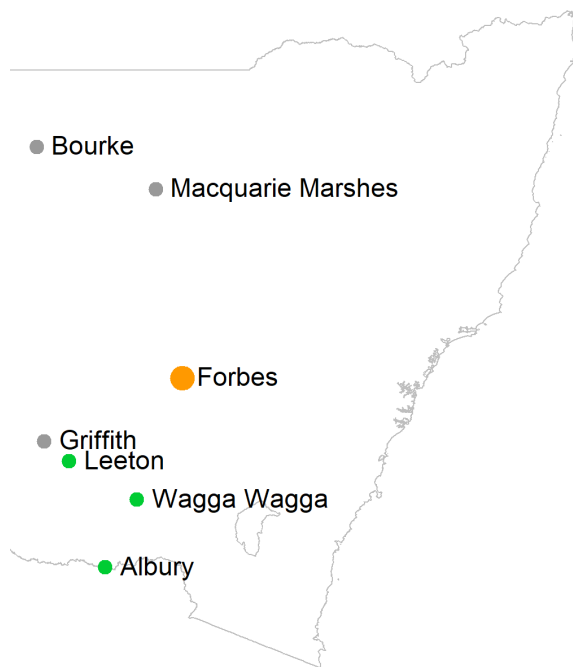 Bourke
Macquarie Marshes
Forbes
Griffith
Leeton
Wagga Wagga
Albury